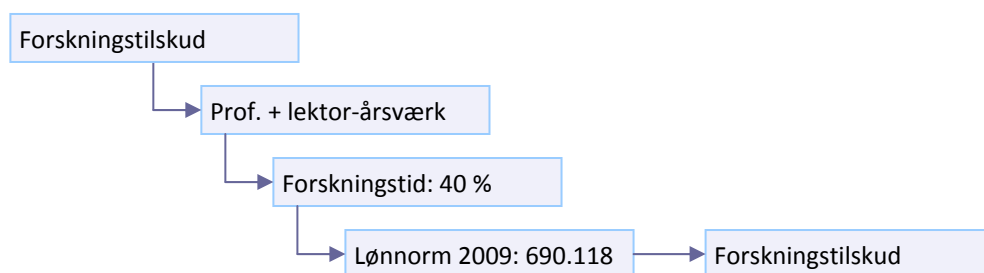 Forskningstilskud
Prof. + lektor-årsværk
Forskningstid: 40 %
Lønnorm 2009: 690.118
Forskningstilskud